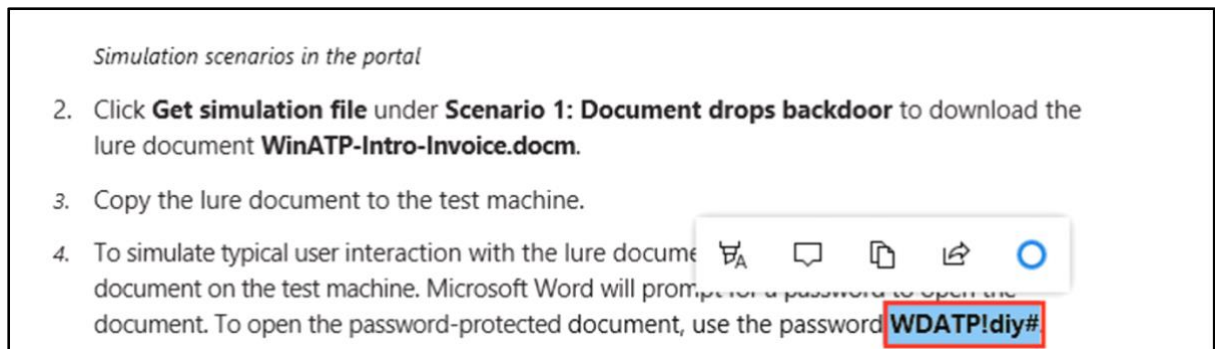 Simulation scenarios in the portal
2. Click Get simulation file under Scenario 1: Document drops backdoor to download the
lure document WinATP-Intro-Invoice.docm.
3. Copy the lure document to the test machine.
4. To simulate typical user interaction with the lure docume
document on the test machine. Microsoft Word will prompt for a password to open the
document. To open the password-protected document, use the password WDATP!diy#.